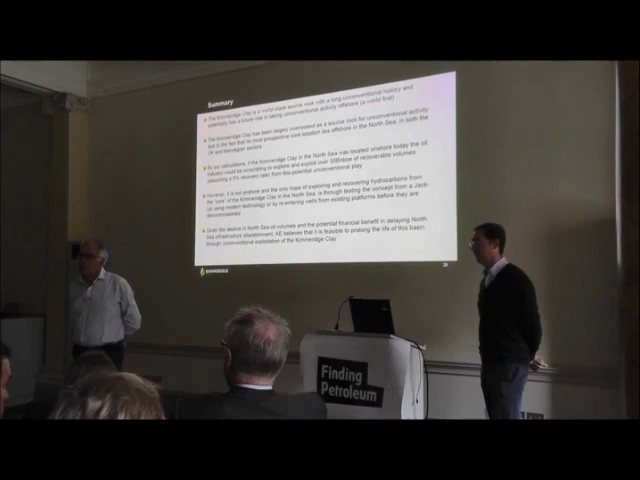 Summary
The Kimmeridge Clay is a world-class source rock with a long unconventional history and
potentially has a future role in taking unconventional activity offshore (a world first)
The Kimmeridge Clay has been largely overlooked as a source rock for unconventional activity
due to the fact that its most prospective core location lies offshore in the North Sea, in both the
UK and Norwegian sectors
By our calculations, if the Kimmeridge Clay in the North Sea was located onshore today the oil
industry would be scrambling to explore and exploit over of recoverable volumes
(assuming a 5% recovery rate) from this potential unconventional play
However, it is not onshore and the only hope of exploring and recovering hydrocarbons from
the "core" of the Kimmeridge Clay in the North Sea, is through testing the concept from a Jack-
Up using modern technology or by re-entering wells from existing platforms before they are
decommissioned
Given the decline in North Sea oil volumes and the potential financial benefit in delaying North
Sea infrastructure abandonment, KE believes that it is feasible to prolong the life of this basin
through unconventional exploitation of the Kimmeridge Clay
KIMMERIDGE
Finding
Petroleum